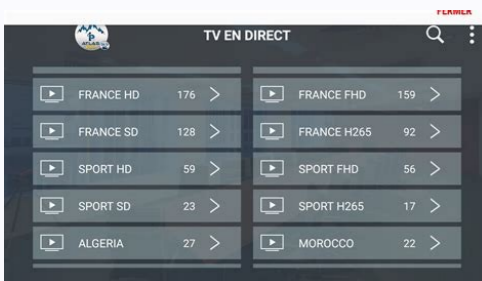 FERMER
ATLAS
TV EN DIRECT
FRANCE HD 176
FRANCE FHD 159
FRANCE SD 128
FRANCE H265 92
SPORT HD 59
SPORT FHD 56
SPORT SD 23
SPORT H265 17
ALGERIA 27
MOROCCO 22